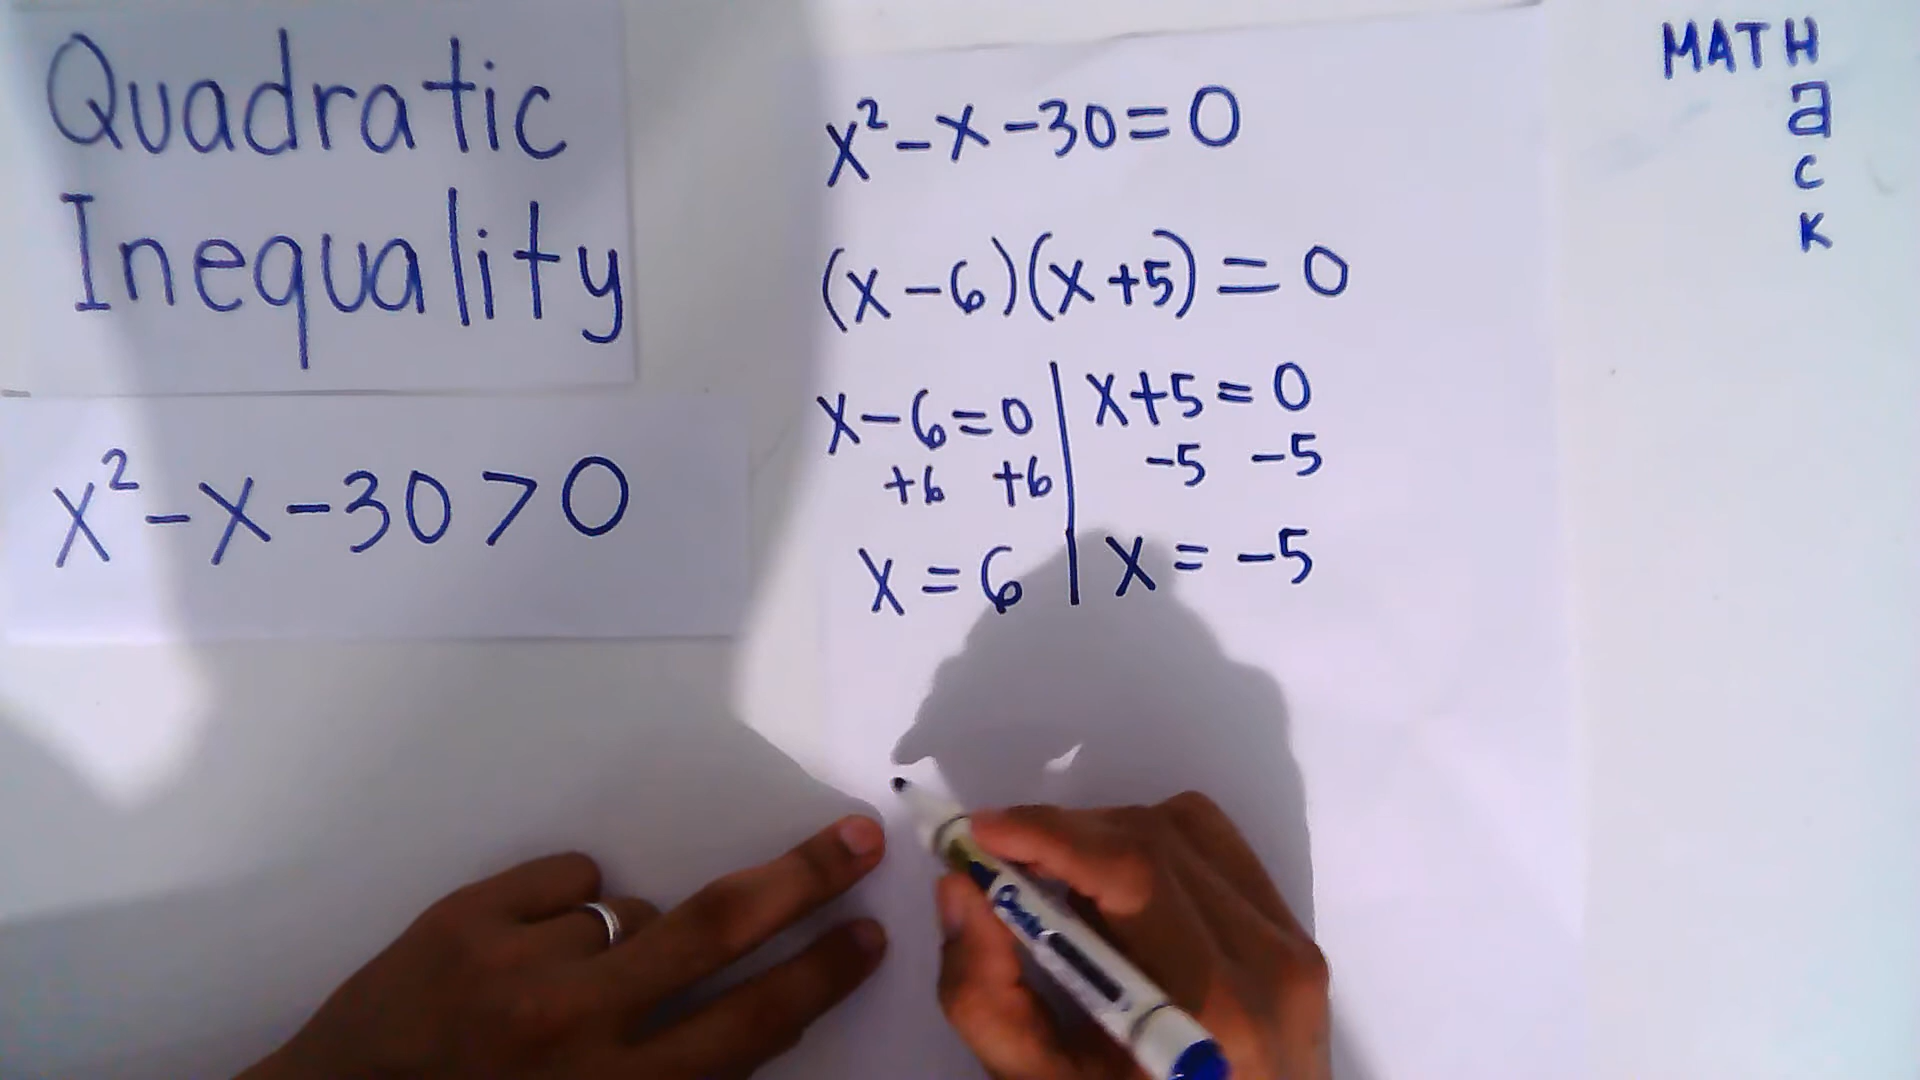 Quadratic
Inequality
x² - x - 30 > 0
x² - x - 30 = 0
(x - 6)(x + 5) = 0
x - 6 = 0 | x + 5 = 0
+6 +6 | -5 -5
x = 6 | x = -5
MATH
a
c
K